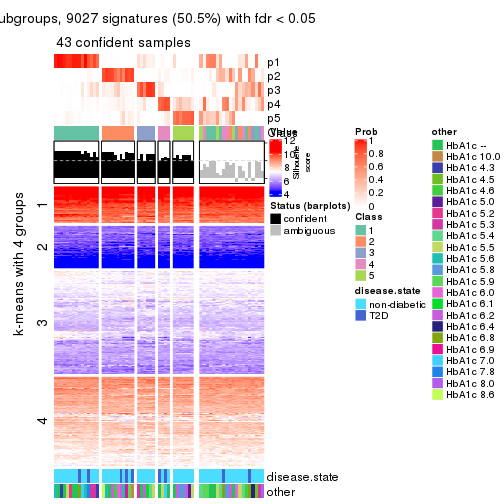 ubgroups, 9027 signatures (50.5%) with fdr < 0.05
43 confident samples
p1
p2
p3
p4
p5
Class
Silhouette
score
k-means with 4 groups
1
2
3
4
disease.state
other
Value
12
10
8
6
4
Status (barplots)
confident
ambiguous
Prob
1
0.8
0.6
0.4
0.2
0
Class
1
2
3
4
5
disease.state
non-diabetic
T2D
other
HbA1c --
HbA1c 10.0
HbA1c 4.3
HbA1c 4.5
HbA1c 4.6
HbA1c 5.0
HbA1c 5.2
HbA1c 5.3
HbA1c 5.4
HbA1c 5.5
HbA1c 5.6
HbA1c 5.8
HbA1c 5.9
HbA1c 6.0
HbA1c 6.1
HbA1c 6.2
HbA1c 6.4
HbA1c 6.8
HbA1c 6.9
HbA1c 7.0
HbA1c 7.8
HbA1c 8.0
HbA1c 8.6